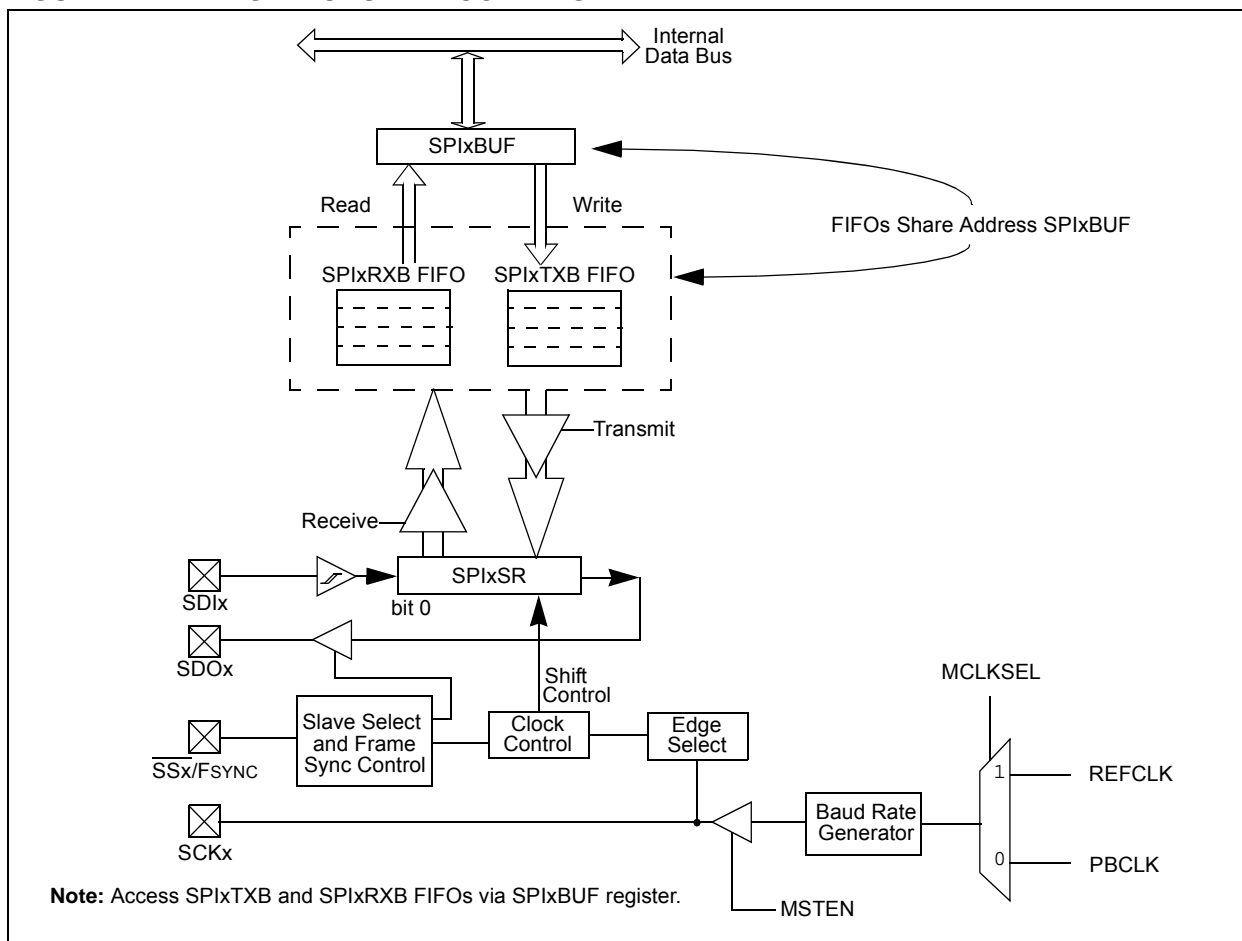 Internal
Data Bus
SPIxBUF
Read
Write
FIFOs Share Address SPIxBUF
SPIxRXB FIFO
SPIxTXB FIFO
Transmit
Receive
SPIxSR
SDIx
bit 0
SDOx
Shift
Control
MCLKSEL
Slave Select
and Frame
Sync Control
Clock
Control
Edge
Select
SSx/FSYNC
1
REFCLK
Baud Rate
Generator
SCKx
0
PBCLK
Note: Access SPIxTXB and SPIxRXB FIFOs via SPIxBUF register.
MSTEN